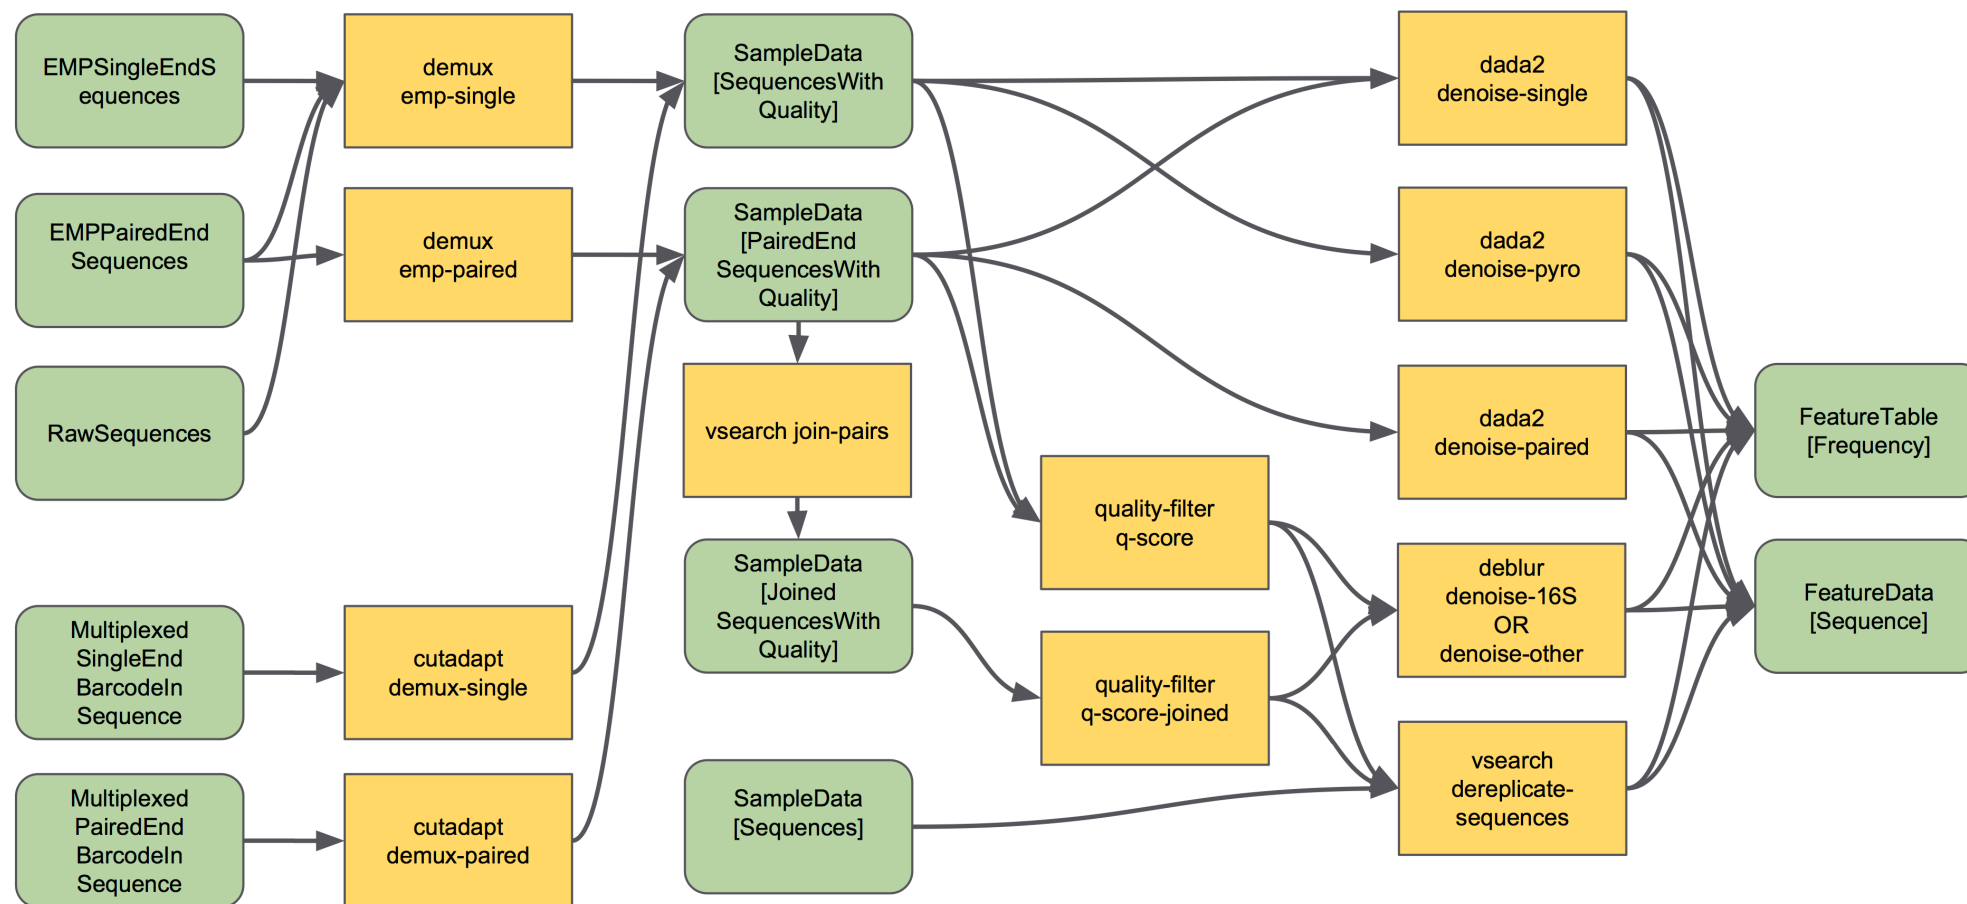 EMPSingleEndS
equences
demux
emp-single
SampleData
[SequencesWith
Quality]
dada2
denoise-single
EMPPairedEnd
Sequences
demux
emp-paired
SampleData
[PairedEnd
SequencesWith
Quality]
dada2
denoise-pyro
RawSequences
vsearch join-pairs
dada2
denoise-paired
FeatureTable
[Frequency]
quality-filter
q-score
SampleData
[Joined
SequencesWith
Quality]
deblur
denoise-16S
OR
denoise-other
FeatureData
[Sequence]
Multiplexed
SingleEnd
BarcodeIn
Sequence
cutadapt
demux-single
quality-filter
q-score-joined
Multiplexed
PairedEnd
BarcodeIn
Sequence
cutadapt
demux-paired
SampleData
[Sequences]
vsearch
dereplicate-
sequences